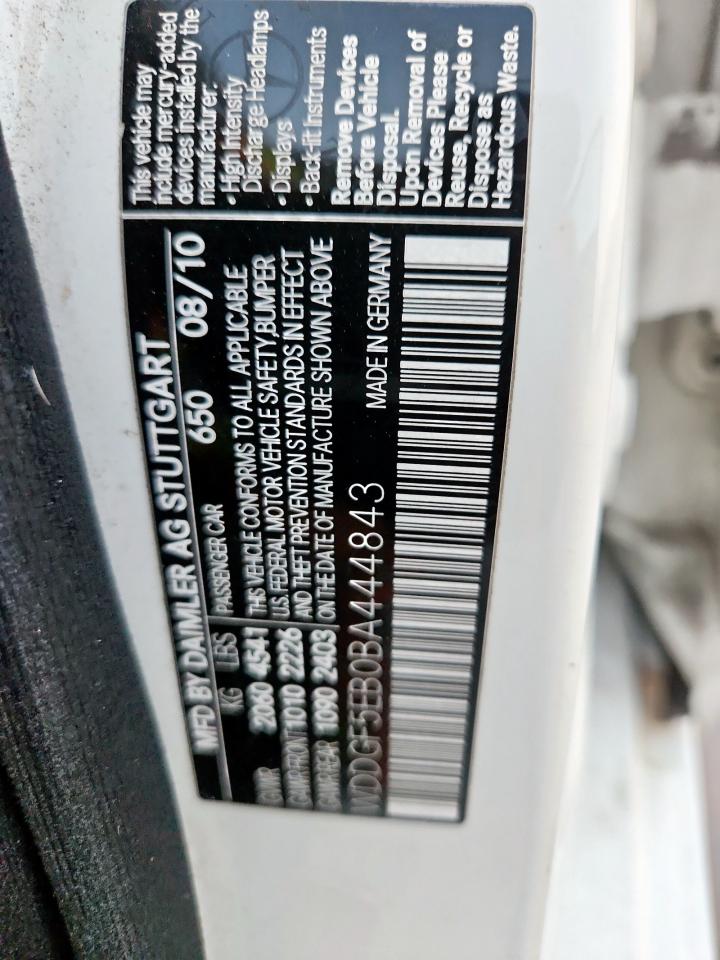 This vehicle may
include mercury-added
devices installed by the
manufacturer:
• High Intensity
Discharge Headlamps
• Displays
• Back-lit Instruments
Remove Devices
Before Vehicle
Disposal.
Upon Removal of
Devices Please
Reuse, Recycle or
Dispose as
Hazardous Waste.
MFD BY DAIMLER AG STUTTGART
KG LBS PASSENGER CAR 650 08/10
GVWR 2060 4541 THIS VEHICLE CONFORMS TO ALL APPLICABLE
GAWR FRONT 1010 2226 U.S. FEDERAL MOTOR VEHICLE SAFETY, BUMPER
GAWR REAR 1090 2403 AND THEFT PREVENTION STANDARDS IN EFFECT
ON THE DATE OF MANUFACTURE SHOWN ABOVE
WDDGF5EB0BA444843 MADE IN GERMANY